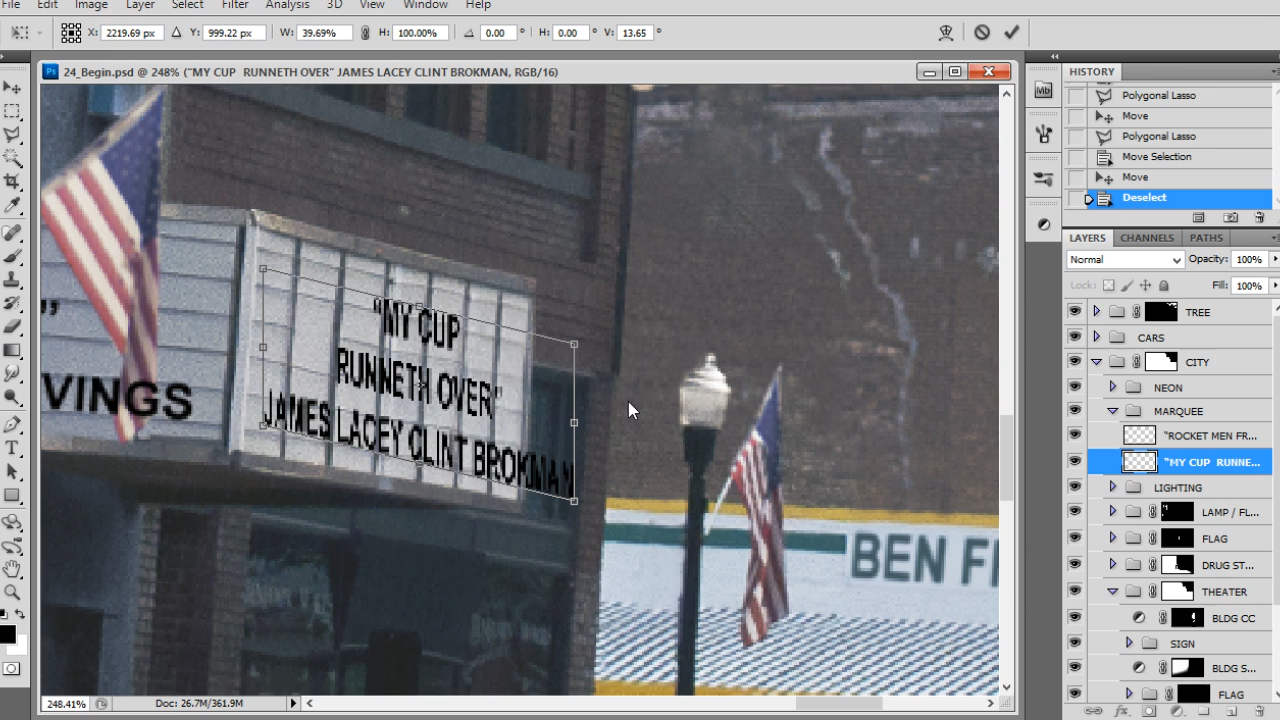 File Edit Image Layer Select Filter Analysis 3D View Window Help
X: 2219.69 px Y: 999.22 px W: 39.69% H: 100.00% 0.00 ° H: 0.00 ° V: 13.65 °
24_Begin.psd @ 248% ("MY CUP RUNNETH OVER" JAMES LACEY CLINT BROKMAN, RGB/16)
HISTORY
Polygonal Lasso
Move
Polygonal Lasso
Move Selection
Move
Deselect
LAYERS CHANNELS PATHS
Normal Opacity: 100%
Lock: Fill: 100%
TREE
CARS
CITY
NEON
MARQUEE
"ROCKET MEN FR...
"MY CUP RUNNE...
LIGHTING
LAMP / FL...
FLAG
DRUG ST...
THEATER
BLDG CC
SIGN
BLDG S...
FLAG
"MY CUP
RUNNETH OVER"
JAMES LACEY CLINT BROKMAN
"
VINGS
BEN F
248.41% Doc: 26.7M/361.9M
Ps
Mb
fx